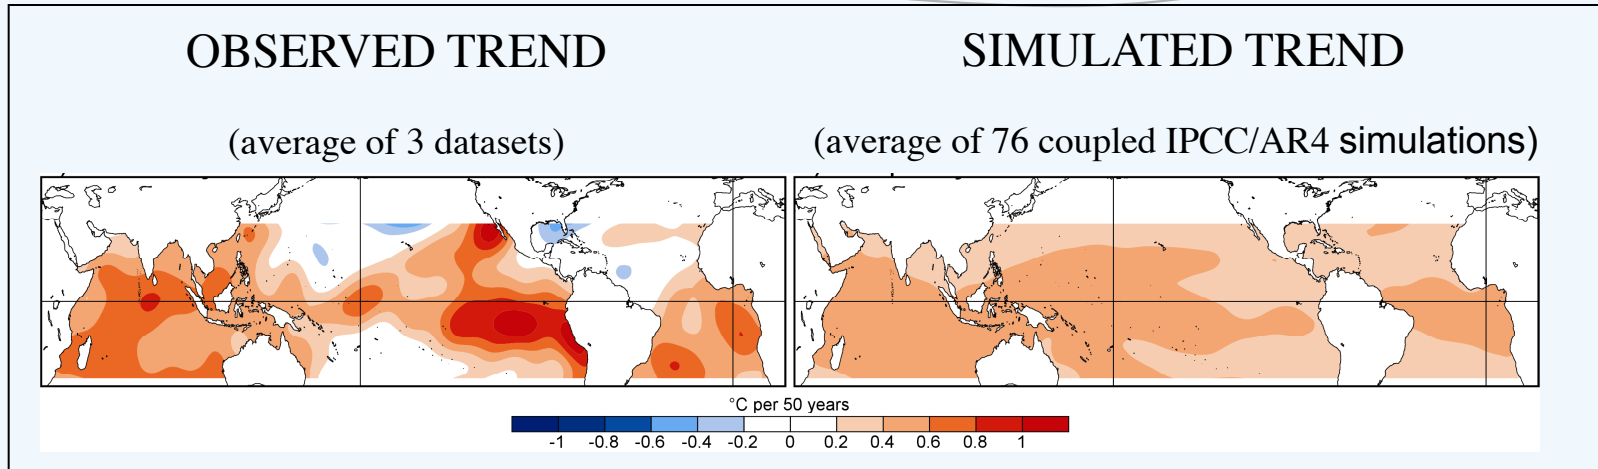 OBSERVED TREND
SIMULATED TREND
(average of 3 datasets)
(average of 76 coupled IPCC/AR4 simulations)
°C per 50 years
-1 -0.8 -0.6 -0.4 -0.2 0 0.2 0.4 0.6 0.8 1